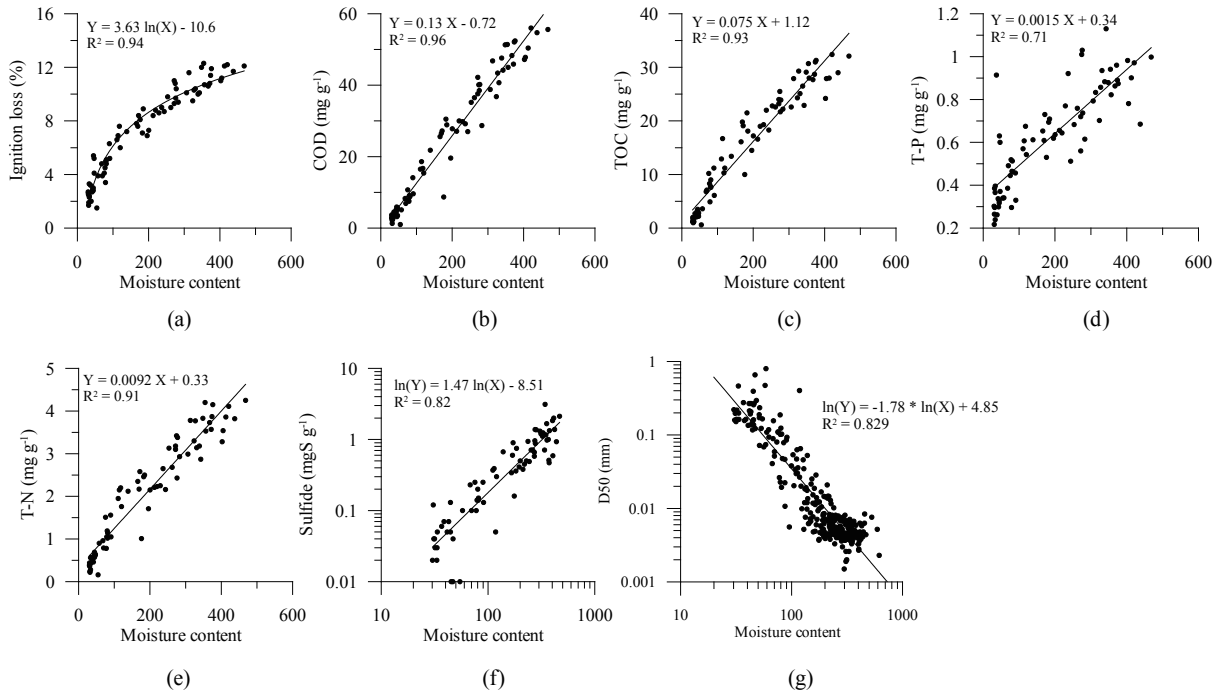 Y = 3.63 ln(X) - 10.6
R² = 0.94
Ignition loss (%)
16
12
8
4
0
0 200 400 600
Moisture content
(a)
Y = 0.13 X - 0.72
R² = 0.96
COD (mg g⁻¹)
60
40
20
0
0 200 400 600
Moisture content
(b)
Y = 0.075 X + 1.12
R² = 0.93
TOC (mg g⁻¹)
40
30
20
10
0
0 200 400 600
Moisture content
(c)
Y = 0.0015 X + 0.34
R² = 0.71
T-P (mg g⁻¹)
1.2
1
0.8
0.6
0.4
0.2
0 200 400 600
Moisture content
(d)
Y = 0.0092 X + 0.33
R² = 0.91
T-N (mg g⁻¹)
5
4
3
2
1
0
0 200 400 600
Moisture content
(e)
ln(Y) = 1.47 ln(X) - 8.51
R² = 0.82
Sulfide (mgS g⁻¹)
10
1
0.1
0.01
10 100 1000
Moisture content
(f)
ln(Y) = -1.78 * ln(X) + 4.85
R² = 0.829
D50 (mm)
1
0.1
0.01
0.001
10 100 1000
Moisture content
(g)